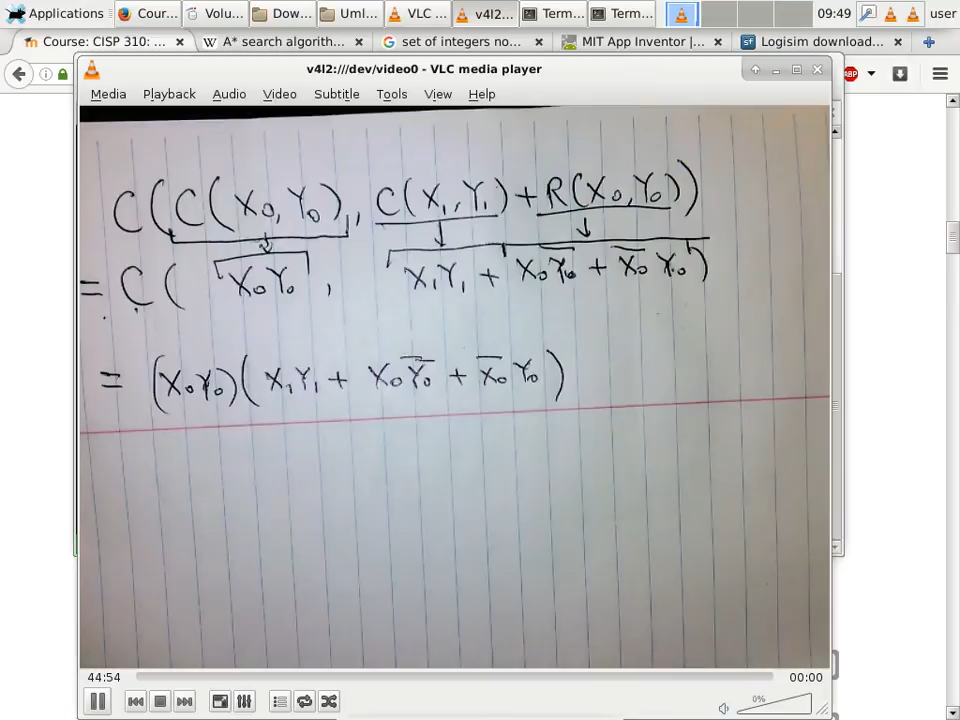 Applications Cour... Volu... Dow... Uml... VLC ... v4l2... Term... Term... 09:49 user
Course: CISP 310: ... × W A* search algorith... × G set of integers no... × MIT App Inventor | ... × sf Logisim download... ×
v4l2:///dev/video0 - VLC media player
ABP
Media Playback Audio Video Subtitle Tools View Help
C(C(X₀,Y₀), C(X₁,Y₁)+R(X₀,Y₀))
= C( X₀Y₀, X₁Y₁ + X₀Y̅₀ + X̅₀Y₀)
= (X₀Y₀)(X₁Y₁ + X₀Y̅₀ + X̅₀Y₀)
44:54 00:00
0%